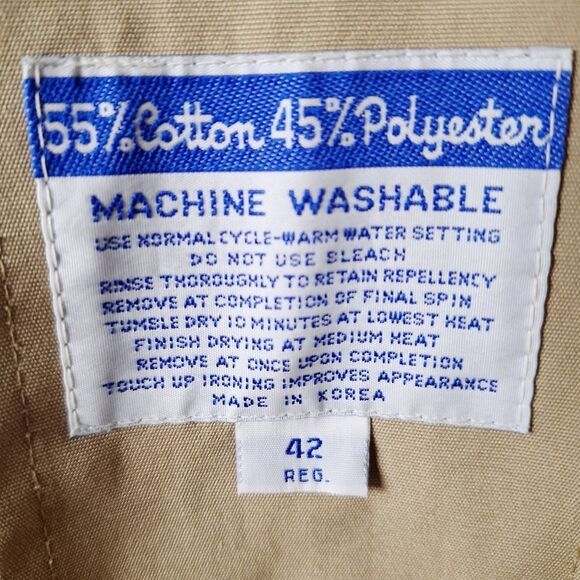 55% Cotton 45% Polyester
MACHINE WASHABLE
USE NORMAL CYCLE-WARM WATER SETTING
DO NOT USE BLEACH
RINSE THOROUGHLY TO RETAIN REPELLENCY
REMOVE AT COMPLETION OF FINAL SPIN
TUMBLE DRY 10 MINUTES AT LOWEST HEAT
FINISH DRYING AT MEDIUM HEAT
REMOVE AT ONCE UPON COMPLETION
TOUCH UP IRONING IMPROVES APPEARANCE
MADE IN KOREA
42
REG.